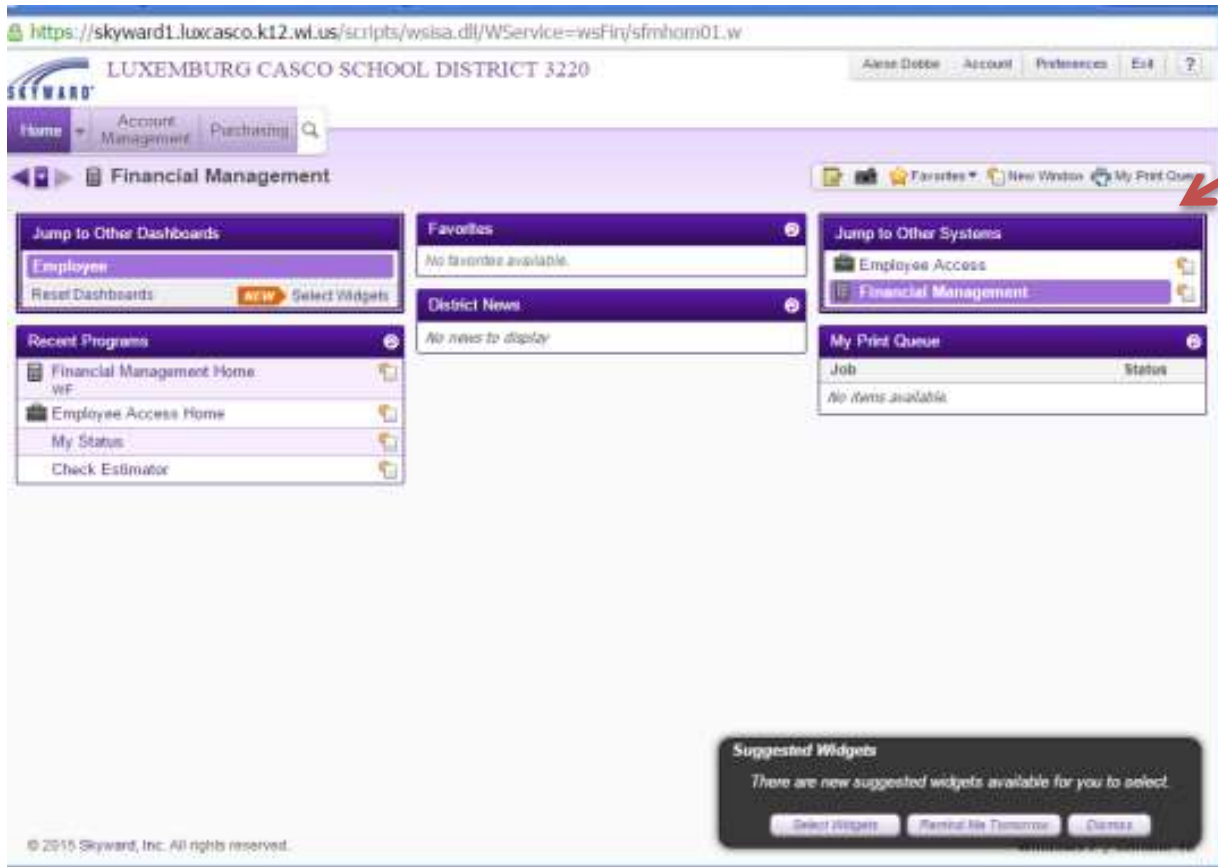 https://skyward1.luxcasco.k12.wi.us/scripts/wsisa.dll/WService=wsFin/sfmhom01.w
SKYWARD
LUXEMBURG CASCO SCHOOL DISTRICT 3220
Account Preferences Exit ?
Home
Account Management
Purchasing
Financial Management
Favorites
New Window
My Print Queue
Jump to Other Dashboards
Employee
Reset Dashboards NEW Select Widgets
Recent Programs
Financial Management Home
WF
Employee Access Home
My Status
Check Estimator
Favorites
No favorites available.
District News
No news to display
Jump to Other Systems
Employee Access
Financial Management
My Print Queue
Job Status
No items available.
Suggested Widgets
There are new suggested widgets available for you to select.
Select Widgets Remind Me Tomorrow Dismiss
© 2015 Skyward, Inc. All rights reserved.